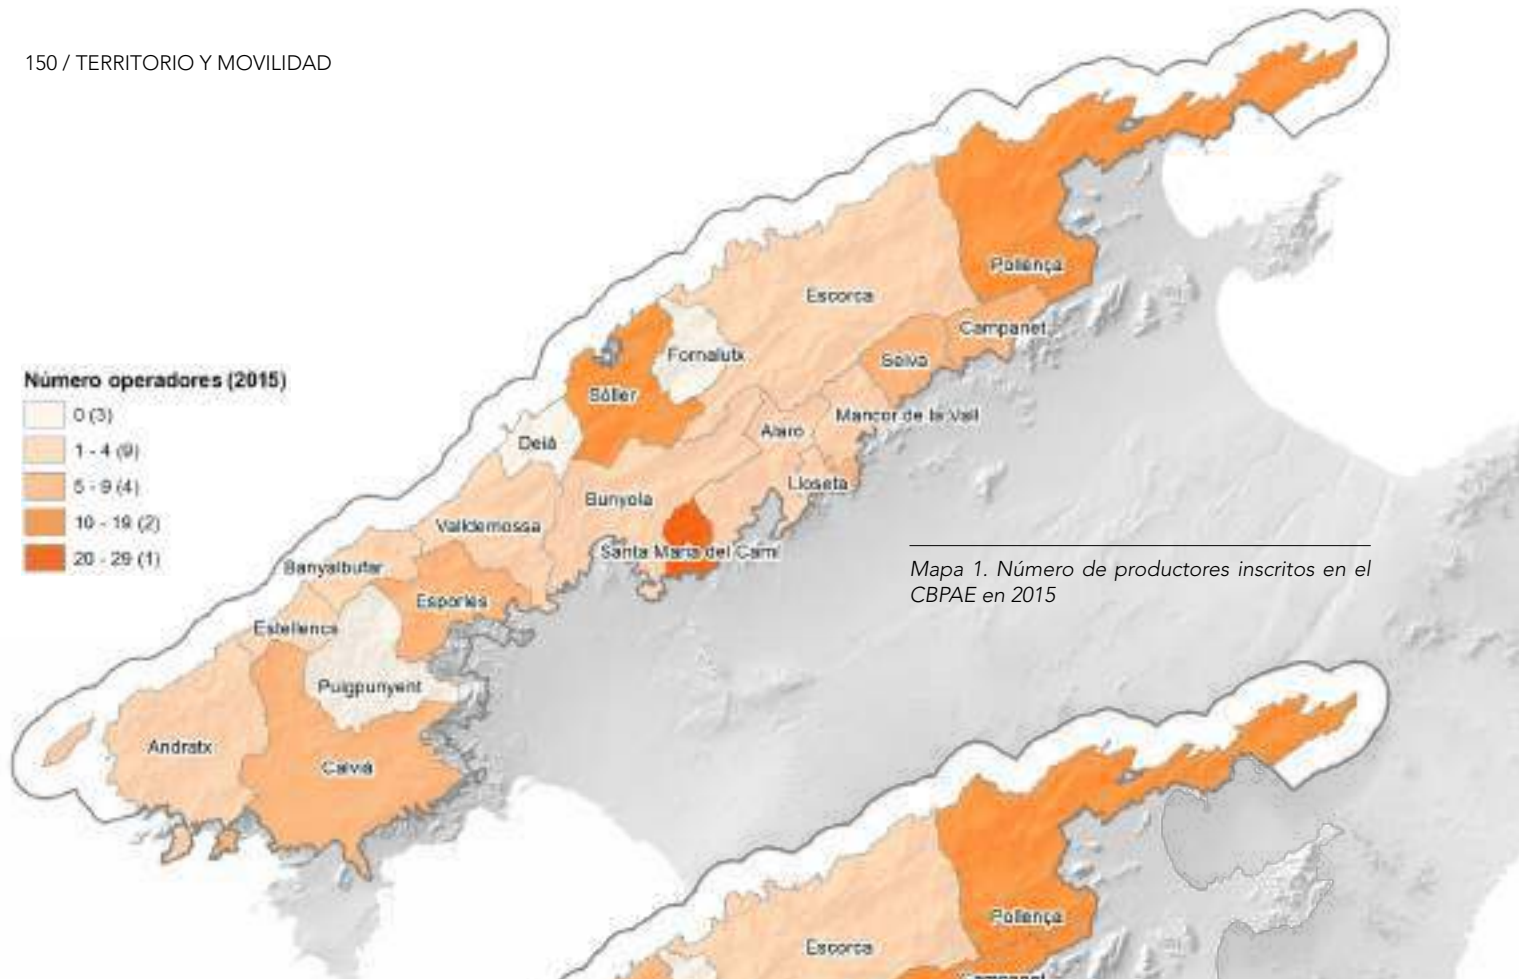 150 / TERRITORIO Y MOVILIDAD
Pollença
Escorca
Campanet
Fornalutx
Selva
Número operadores (2015)
0 (3)
1 - 4 (9)
5 - 9 (4)
10 - 19 (2)
20 - 29 (1)
Sóller
Mancor de la Vall
Alaró
Deià
Lloseta
Bunyola
Valldemossa
Santa Maria del Camí
Banyalbufar
Mapa 1. Número de productores inscritos en el
CBPAE en 2015
Esporles
Estellencs
Puigpunyent
Andratx
Calvià
Pollença
Escorca
Campanet